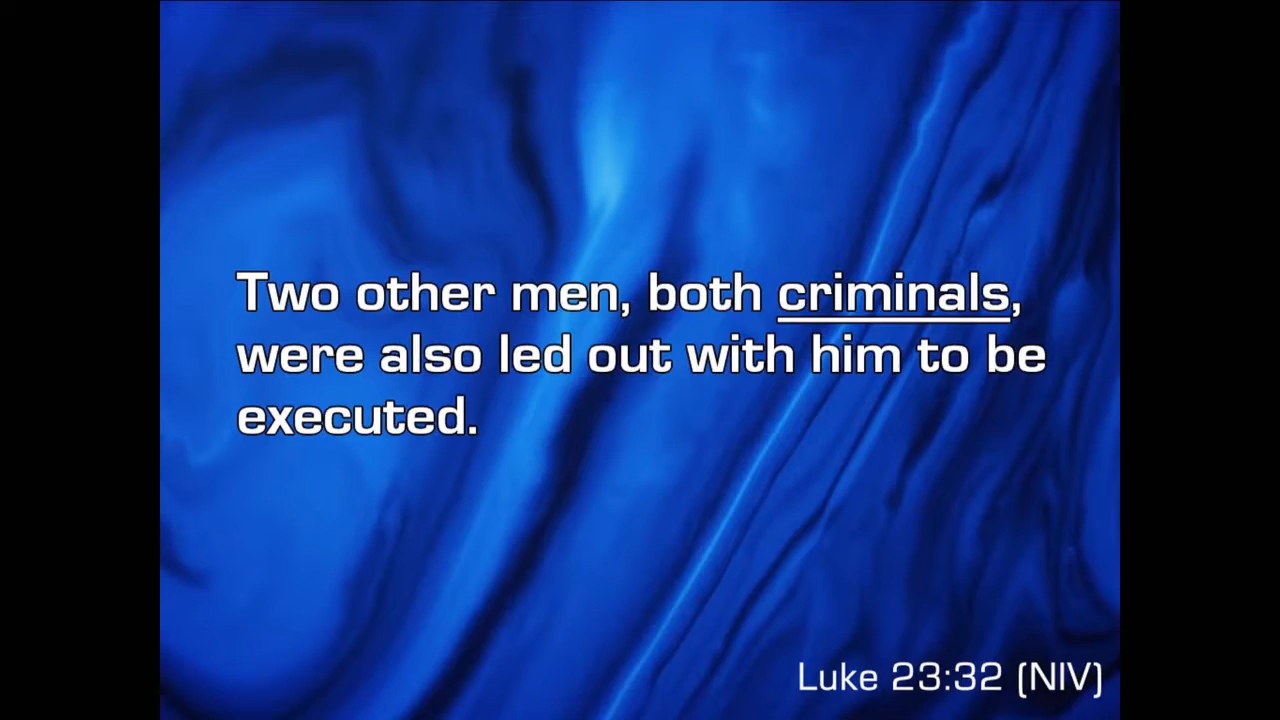 Two other men, both criminals,
were also led out with him to be
executed.
Luke 23:32 (NIV)